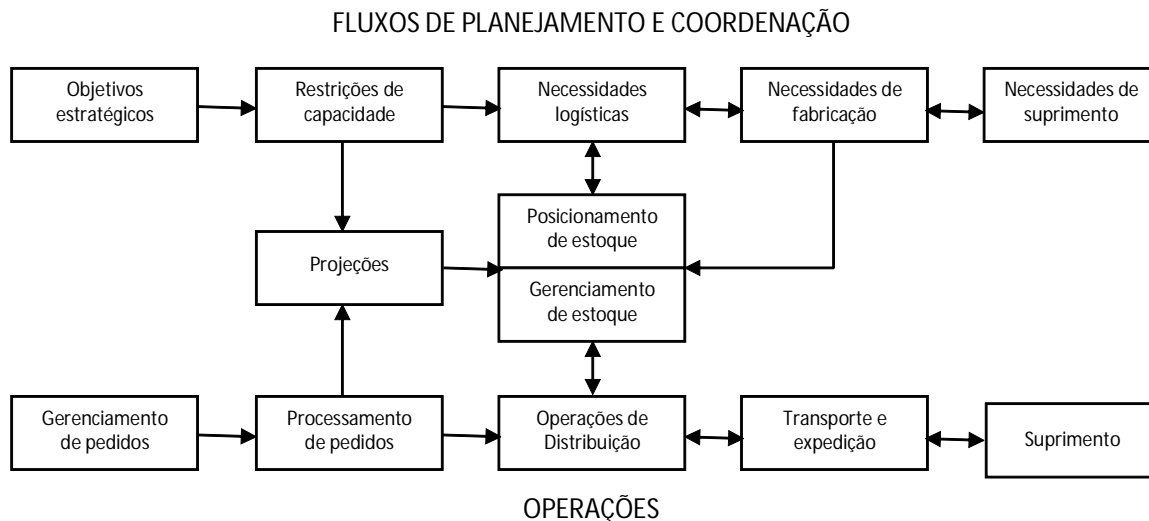 FLUXOS DE PLANEJAMENTO E COORDENAÇÃO
Objetivos
estratégicos
Restrições de
capacidade
Necessidades
logísticas
Necessidades de
fabricação
Necessidades de
suprimento
Projeções
Posicionamento
de estoque
Gerenciamento
de estoque
Gerenciamento
de pedidos
Processamento
de pedidos
Operações de
Distribuição
Transporte e
expedição
Suprimento
OPERAÇÕES